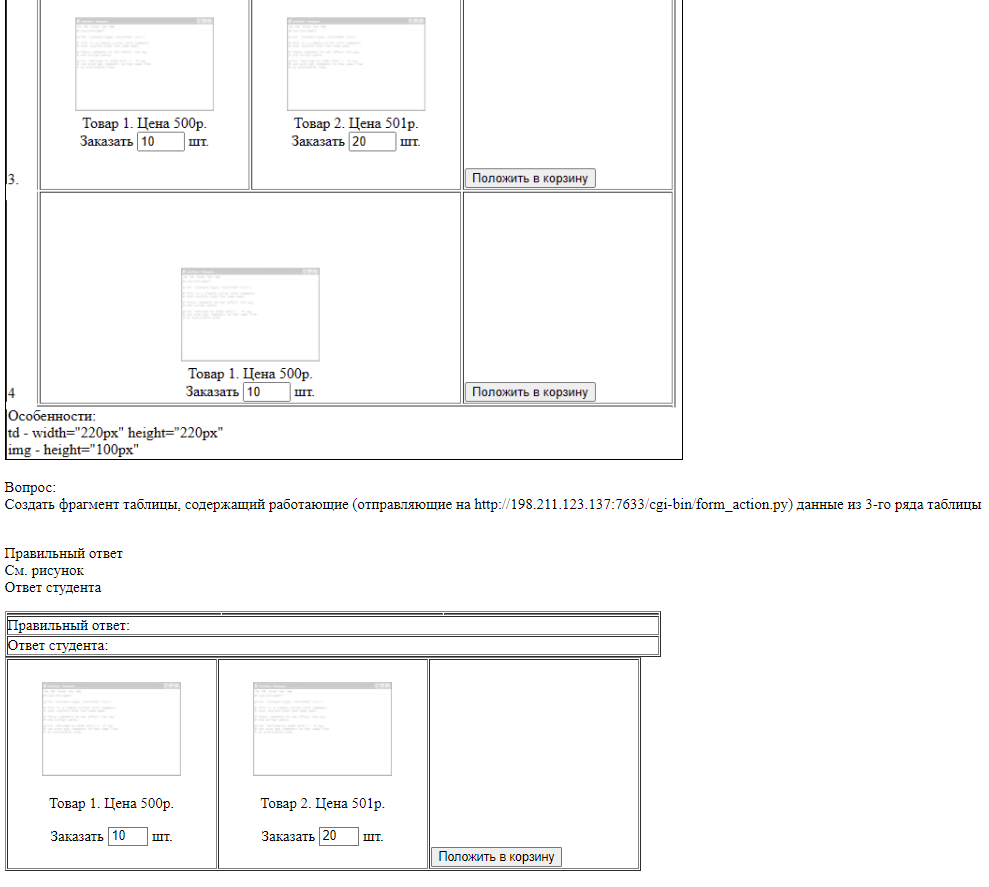 Товар 1. Цена 500р. Товар 2. Цена 501р.
Заказать 10 шт. Заказать 20 шт.
3. Положить в корзину
Товар 1. Цена 500р.
Заказать 10 шт.
4 Положить в корзину
Особенности:
td - width="220px" height="220px"
img - height="100px"
Вопрос:
Создать фрагмент таблицы, содержащий работающие (отправляющие на http://198.211.123.137:7633/cgi-bin/form_action.py) данные из 3-го ряда таблицы
Правильный ответ
См. рисунок
Ответ студента
Правильный ответ:
Ответ студента:
Товар 1. Цена 500р. Товар 2. Цена 501р.
Заказать 10 шт. Заказать 20 шт.
Положить в корзину